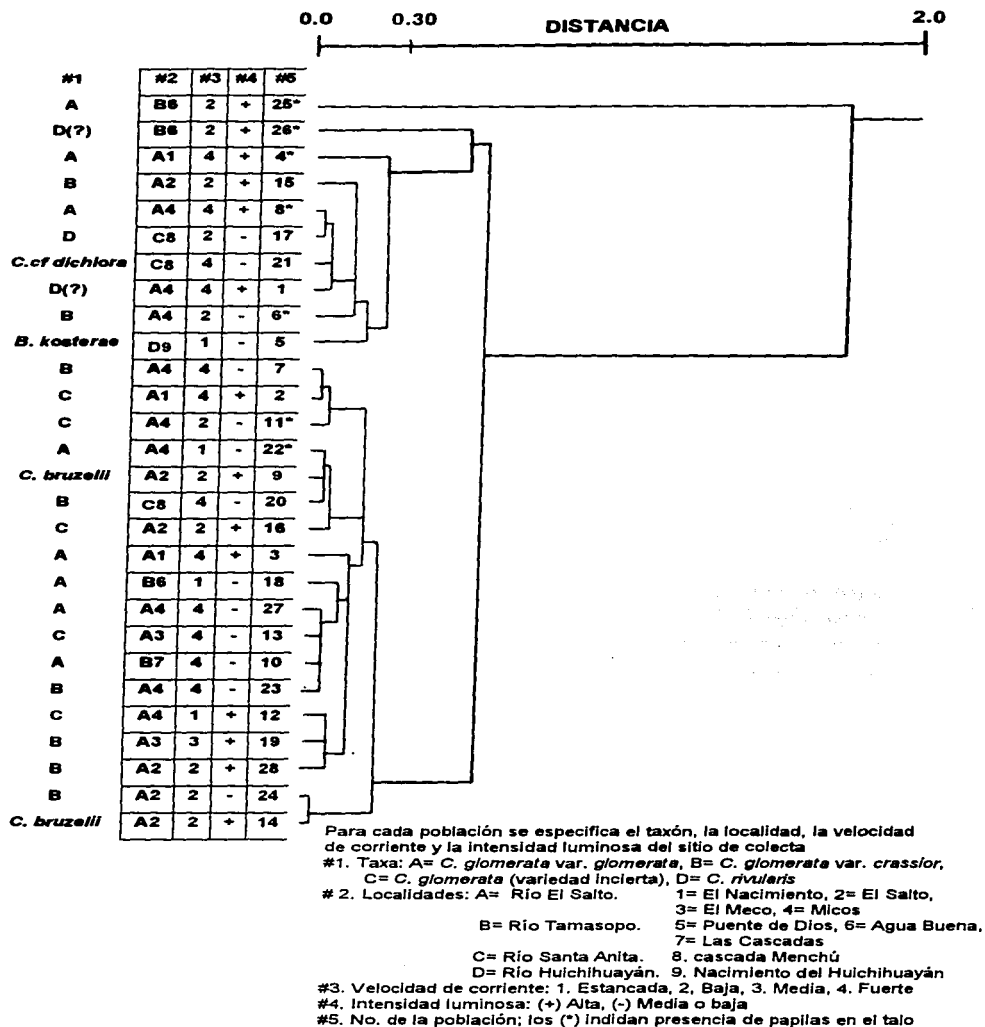 0.0 0.30 DISTANCIA 2.0
#1 #2 #3 #4 #5
A B6 2 + 25*
D(?) B6 2 + 26*
A A1 4 + 4*
B A2 2 + 15
A A4 4 + 8*
D C8 2 - 17
C.cf dichlora C8 4 - 21
D(?) A4 4 + 1
B A4 2 - 6*
B. kosterae D9 1 - 5
B A4 4 - 7
C A1 4 + 2
C A4 2 - 11*
A A4 1 - 22*
C. bruzelii A2 2 + 9
B C8 4 - 20
C A2 2 + 16
A A1 4 + 3
A B6 1 - 18
A A4 4 - 27
C A3 4 - 13
A B7 4 - 10
B A4 4 - 23
C A4 1 + 12
B A3 3 + 19
B A2 2 + 28
B A2 2 - 24
C. bruzelii A2 2 + 14
Para cada población se especifica el taxón, la localidad, la velocidad
de corriente y la intensidad luminosa del sitio de colecta
#1. Taxa: A= C. glomerata var. glomerata, B= C. glomerata var. crassior,
C= C. glomerata (variedad incierta), D= C. rivularis
# 2. Localidades: A= Río El Salto. 1= El Nacimiento, 2= El Salto,
3= El Meco, 4= Micos
B= Río Tamasopo. 5= Puente de Dios, 6= Agua Buena,
7= Las Cascadas
C= Río Santa Anita. 8. cascada Menchú
D= Río Huichihuayán. 9. Nacimiento del Huichihuayán
#3. Velocidad de corriente: 1. Estancada, 2, Baja, 3. Media, 4. Fuerte
#4. Intensidad luminosa: (+) Alta, (-) Media o baja
#5. No. de la población; los (*) indidan presencia de papilas en el talo